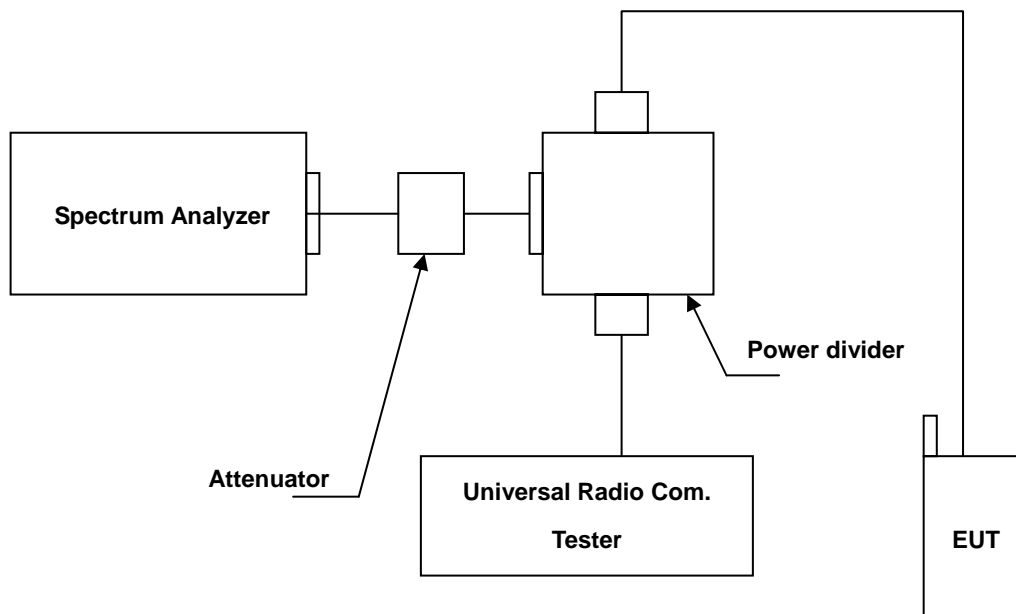 Spectrum Analyzer
Power divider
Attenuator
Universal Radio Com.
Tester
EUT